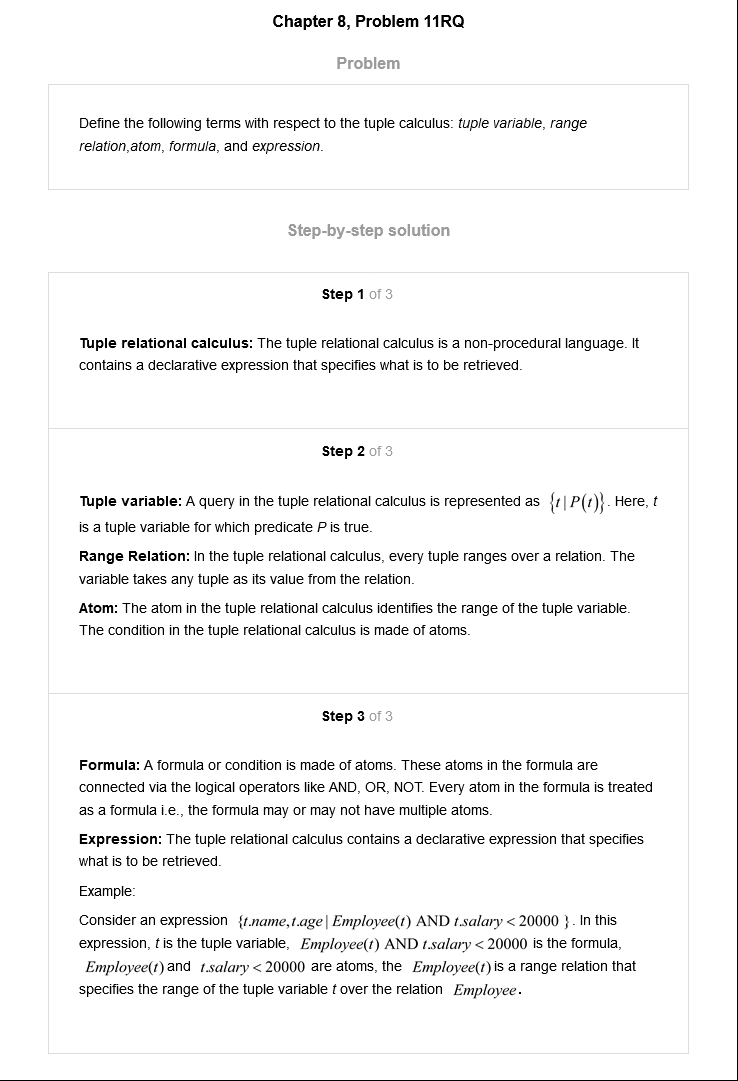 Chapter 8, Problem 11RQ
Problem
Define the following terms with respect to the tuple calculus: tuple variable, range
relation,atom, formula, and expression.
Step-by-step solution
Step 1 of 3
Tuple relational calculus: The tuple relational calculus is a non-procedural language. It
contains a declarative expression that specifies what is to be retrieved.
Step 2 of 3
Tuple variable: A query in the tuple relational calculus is represented as {t | P(t)}. Here, t
is a tuple variable for which predicate P is true.
Range Relation: In the tuple relational calculus, every tuple ranges over a relation. The
variable takes any tuple as its value from the relation.
Atom: The atom in the tuple relational calculus identifies the range of the tuple variable.
The condition in the tuple relational calculus is made of atoms.
Step 3 of 3
Formula: A formula or condition is made of atoms. These atoms in the formula are
connected via the logical operators like AND, OR, NOT. Every atom in the formula is treated
as a formula i.e., the formula may or may not have multiple atoms.
Expression: The tuple relational calculus contains a declarative expression that specifies
what is to be retrieved.
Example:
Consider an expression {t.name,t.age | Employee(t) AND t.salary < 20000 }. In this
expression, t is the tuple variable, Employee(t) AND t.salary < 20000 is the formula,
Employee(t) and t.salary < 20000 are atoms, the Employee(t) is a range relation that
specifies the range of the tuple variable t over the relation Employee.